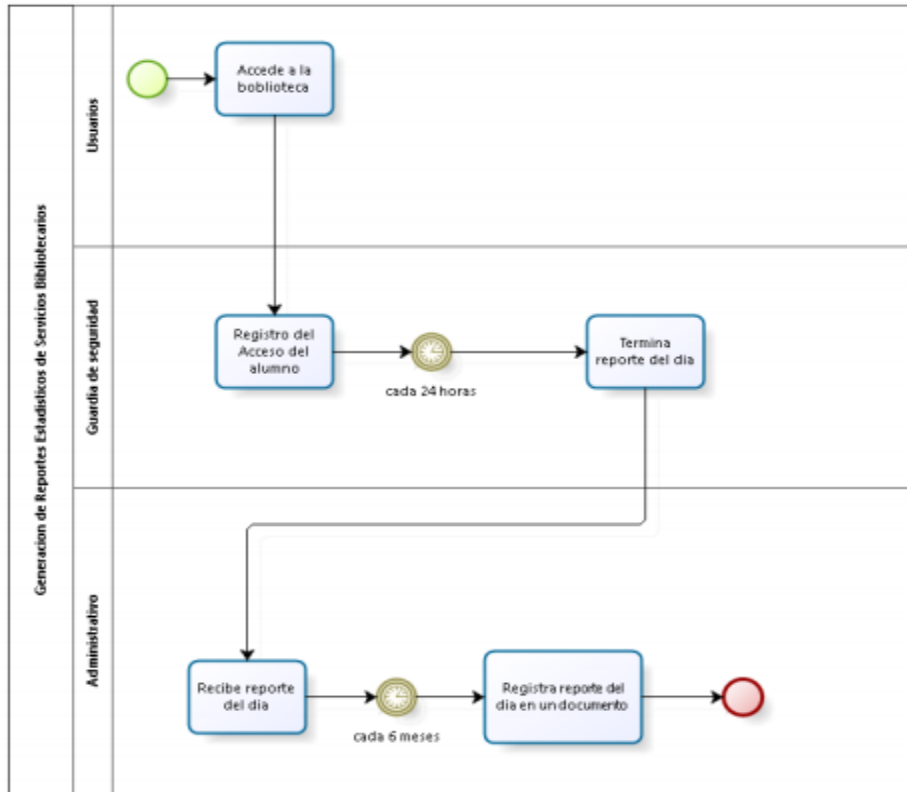 Generacion de Reportes Estadisticos de Servicios Bibliotecarios
Usuarios
Accede a la
boblioteca
Guardia de seguridad
Registro del
Acceso del
alumno
cada 24 horas
Termina
reporte del dia
Administrativo
Recibe reporte
del dia
cada 6 meses
Registra reporte del
dia en un documento